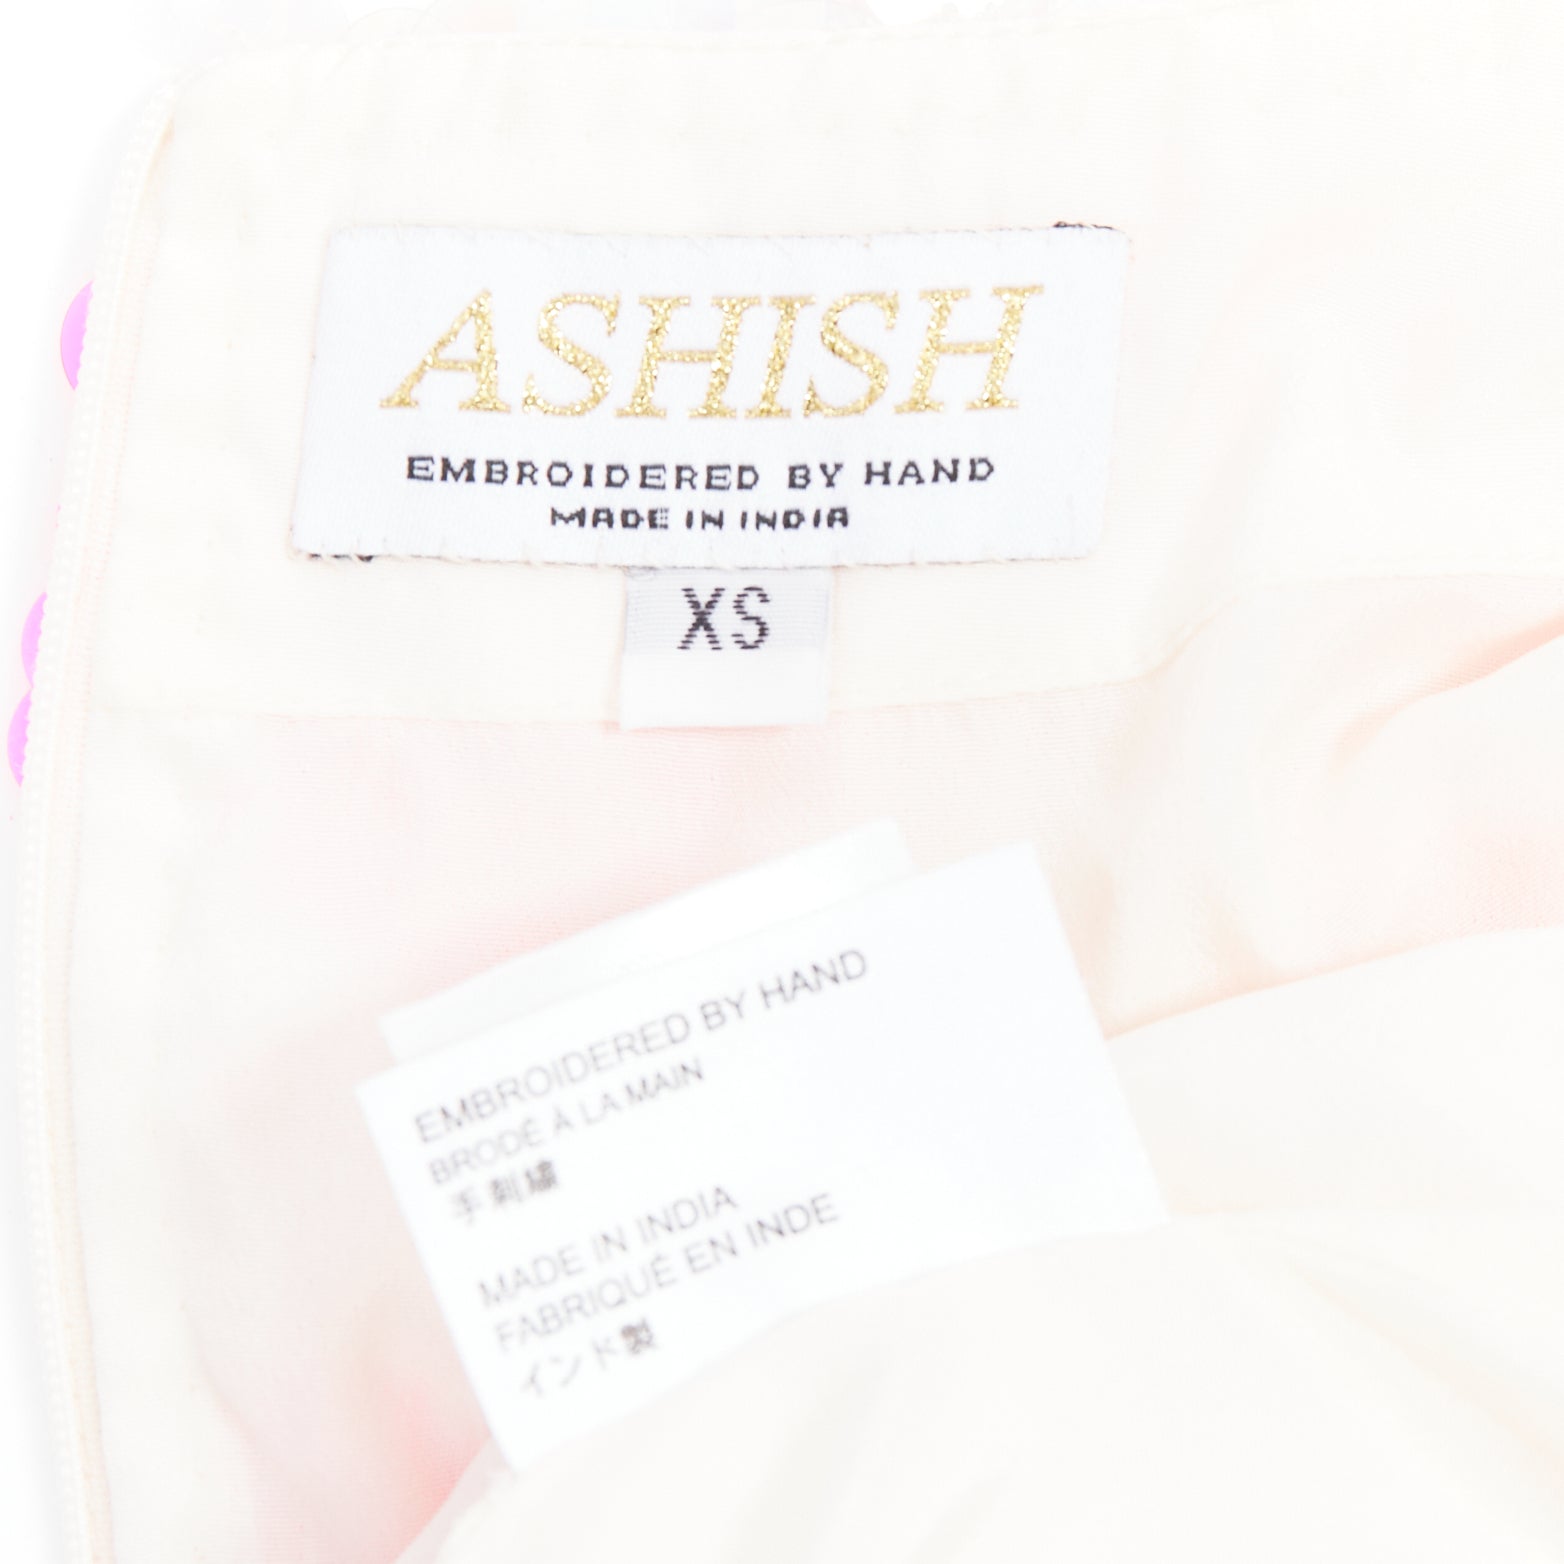 ASHISH
EMBROIDERED BY HAND
MADE IN INDIA
XS
EMBROIDERED BY HAND
BRODÉ À LA MAIN
手刺繍
MADE IN INDIA
FABRIQUÉ EN INDE
インド製